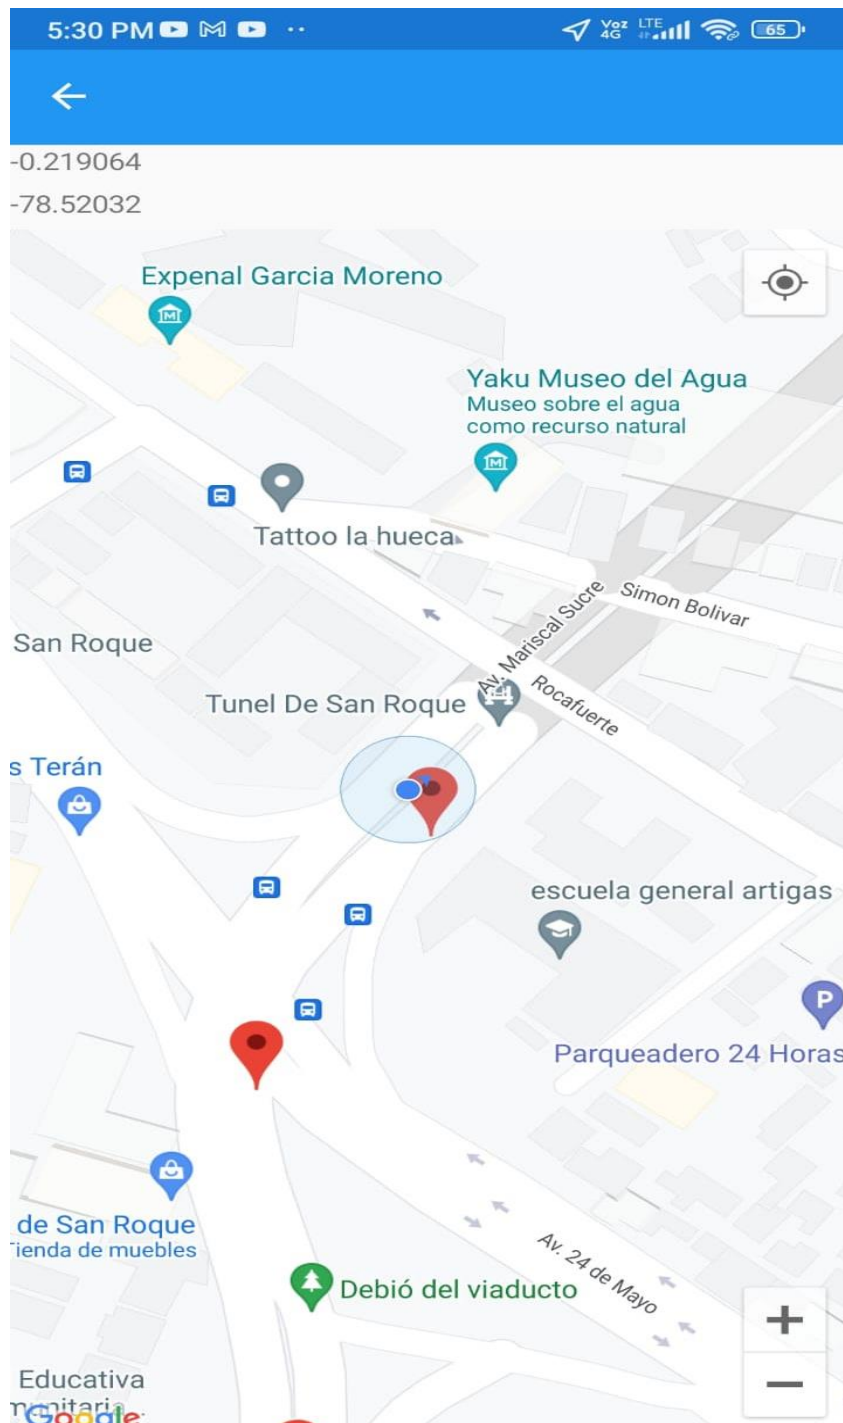 5:30 PM
Voz 4G LTE 65
-0.219064
-78.52032
Expenal Garcia Moreno
Yaku Museo del Agua
Museo sobre el agua
como recurso natural
Tattoo la hueca
Simon Bolivar
Av. Mariscal Sucre
San Roque
Rocafuerte
Tunel De San Roque
s Terán
escuela general artigas
P
Parqueadero 24 Horas
de San Roque
Tienda de muebles
Av. 24 de Mayo
Debió del viaducto
+
−
Educativa
Google